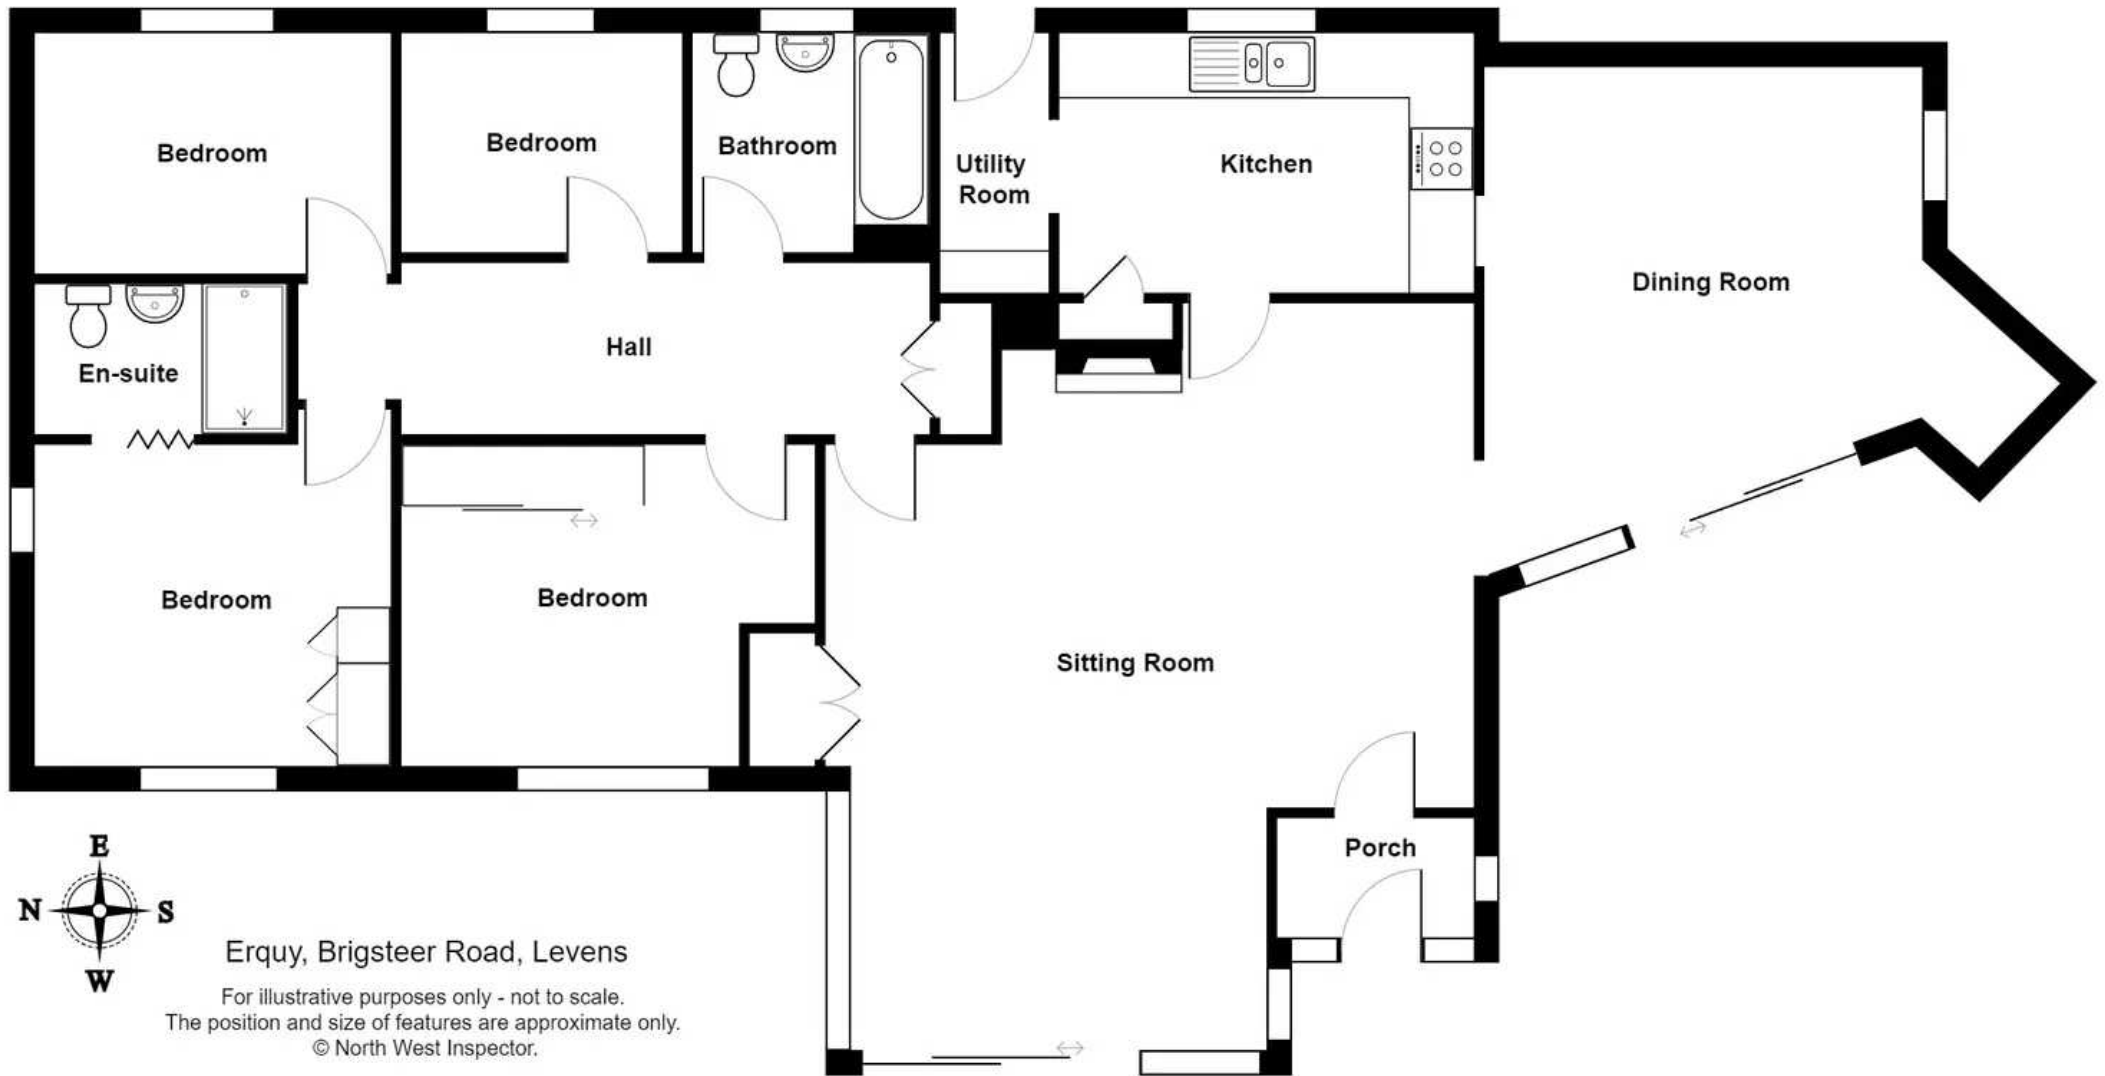 Bedroom
Bedroom
Bathroom
Utility
Room
Kitchen
Dining Room
En-suite
Hall
Bedroom
Bedroom
Sitting Room
Porch
E
N S
W
Erquy, Brigsteer Road, Levens
For illustrative purposes only - not to scale.
The position and size of features are approximate only.
© North West Inspector.